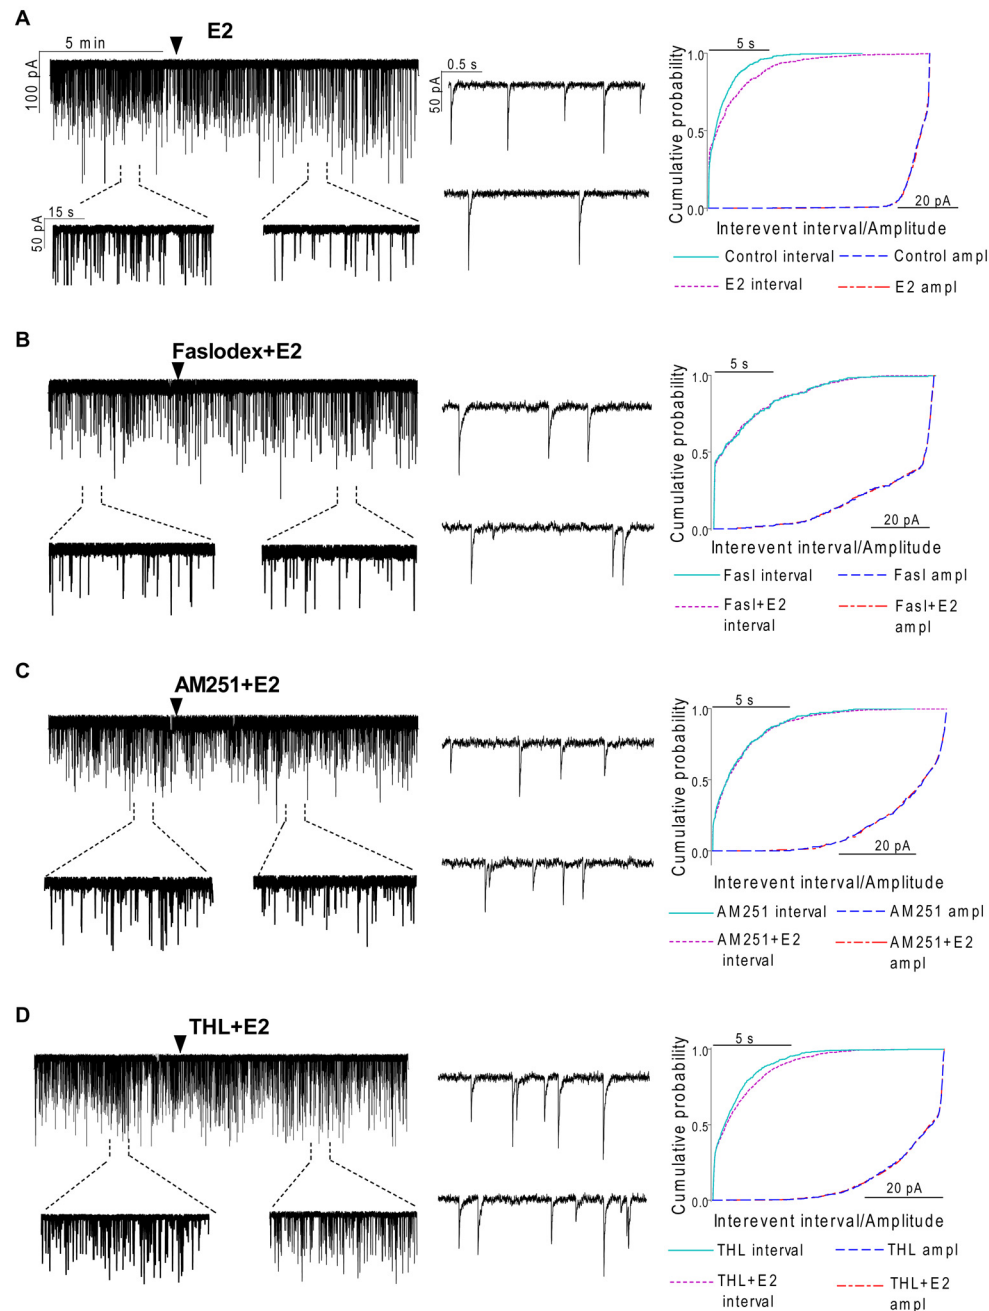 A
E2
5 min
100 pA
15 s
50 pA
0.5 s
50 pA
5 s
Cumulative probability
1.0
0.5
0.0
20 pA
Interevent interval/Amplitude
Control interval
Control ampl
E2 interval
E2 ampl
B
Faslodex+E2
5 s
Cumulative probability
1.0
0.5
0.0
20 pA
Interevent interval/Amplitude
Fasl interval
Fasl ampl
Fasl+E2
interval
Fasl+E2
ampl
C
AM251+E2
5 s
Cumulative probability
1.0
0.5
0.0
20 pA
Interevent interval/Amplitude
AM251 interval
AM251 ampl
AM251+E2
interval
AM251+E2
ampl
D
THL+E2
5 s
Cumulative probability
1.0
0.5
0.0
20 pA
Interevent interval/Amplitude
THL interval
THL ampl
THL+E2
interval
THL+E2
ampl